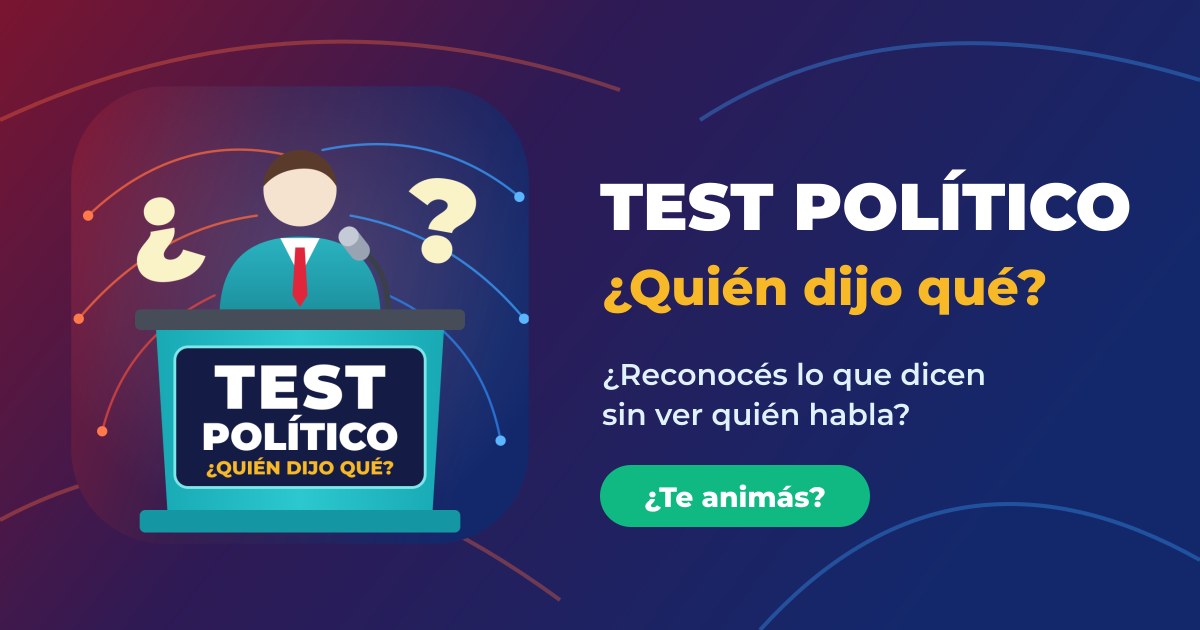 TEST
POLÍTICO
¿QUIÉN DIJO QUÉ?
TEST POLÍTICO
¿Quién dijo qué?
¿Reconocés lo que dicen
sin ver quién habla?
¿Te animás?
¿
?